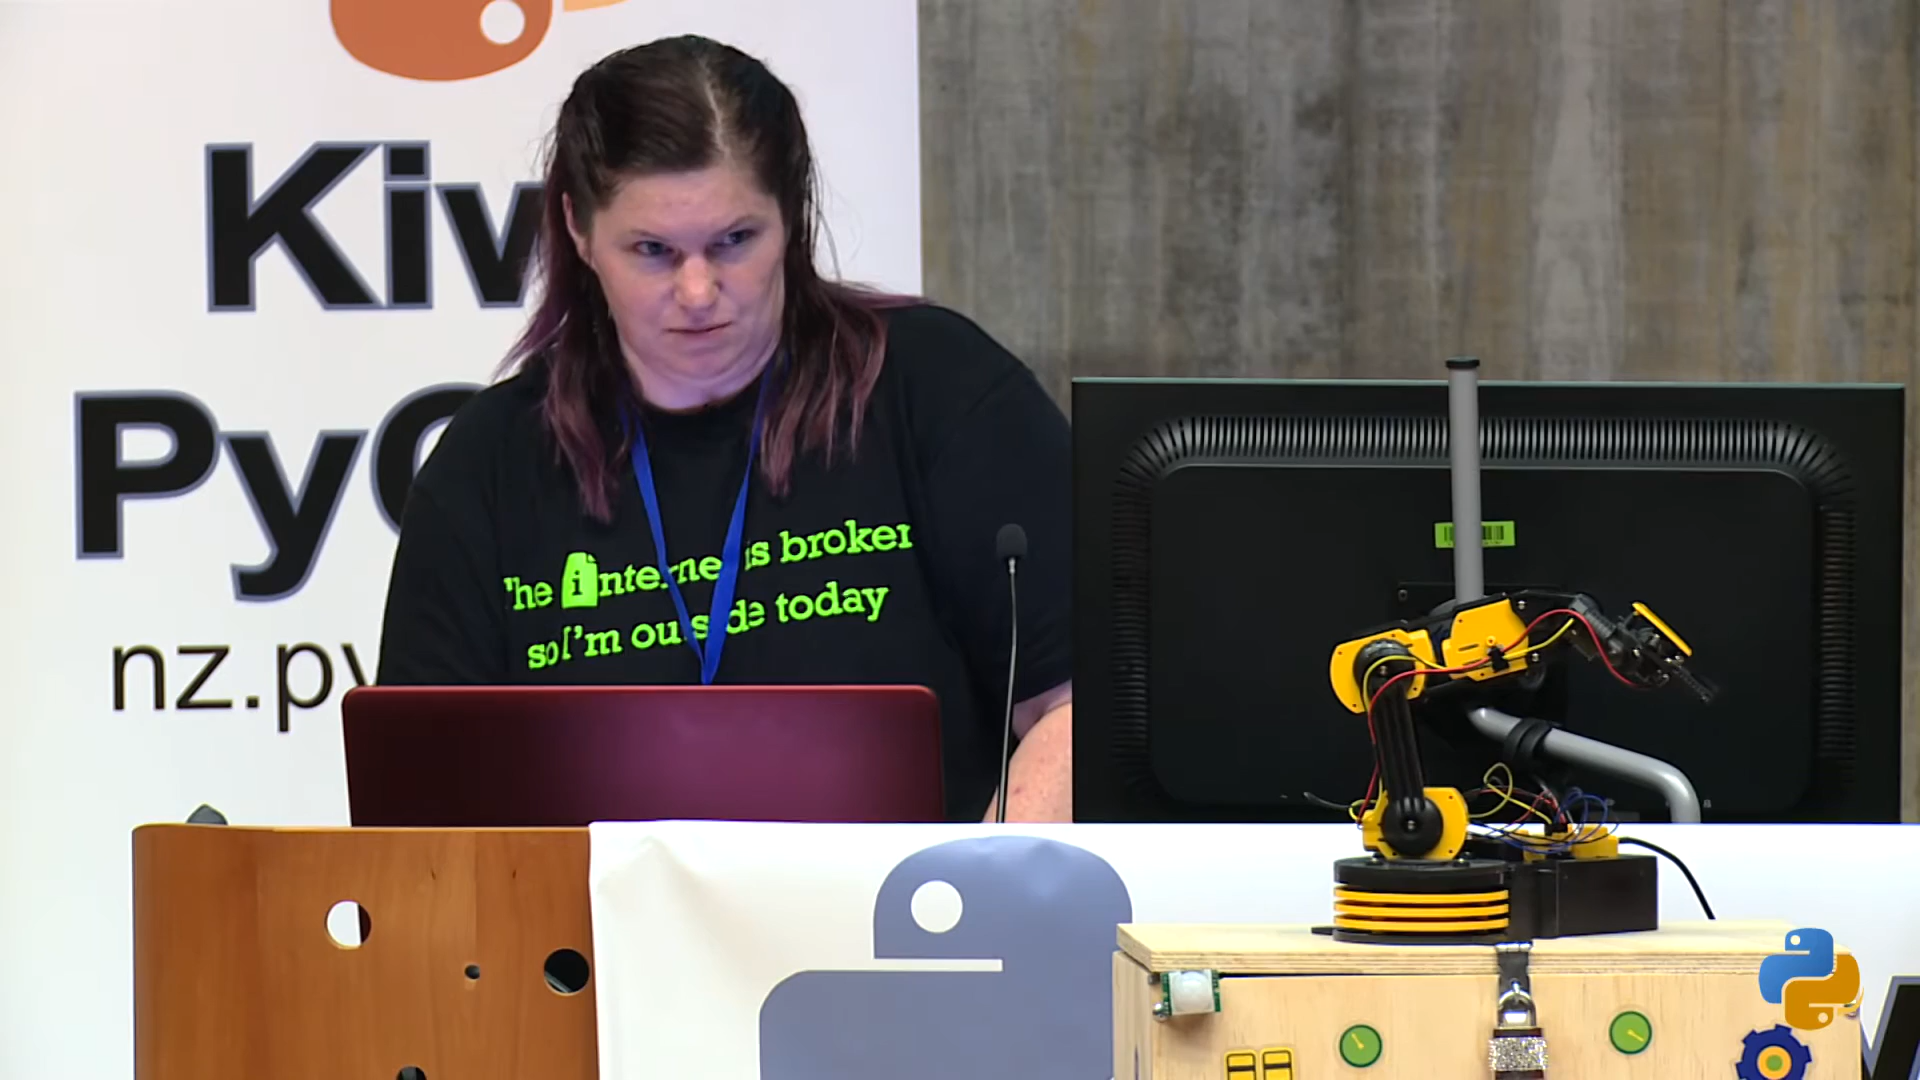 Kiw
PyC
nz.py
The internet is broken
so I'm outside today